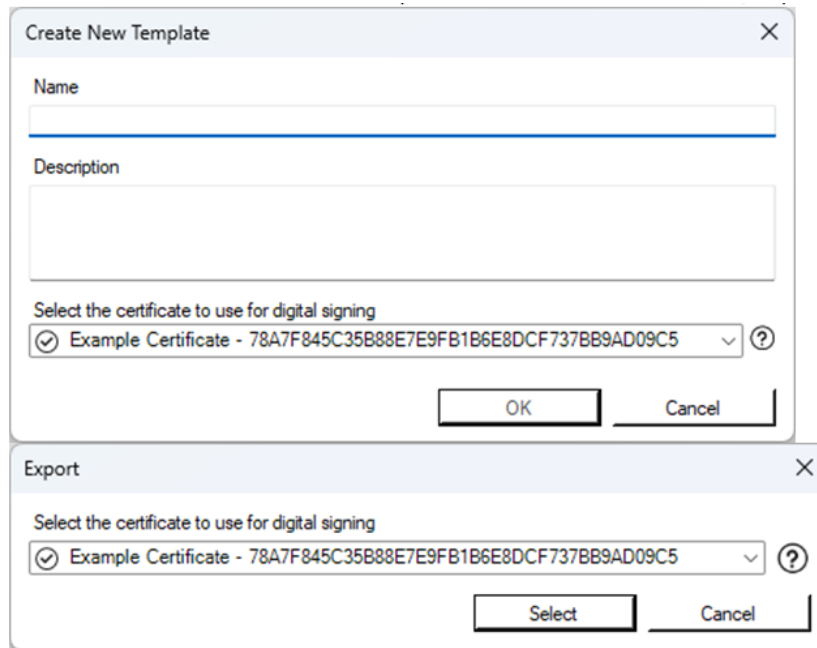 Create New Template
Name
Description
Select the certificate to use for digital signing
Example Certificate - 78A7F845C35B88E7E9FB1B6E8DCF737BB9AD09C5
OK Cancel
Export
Select the certificate to use for digital signing
Example Certificate - 78A7F845C35B88E7E9FB1B6E8DCF737BB9AD09C5
Select Cancel